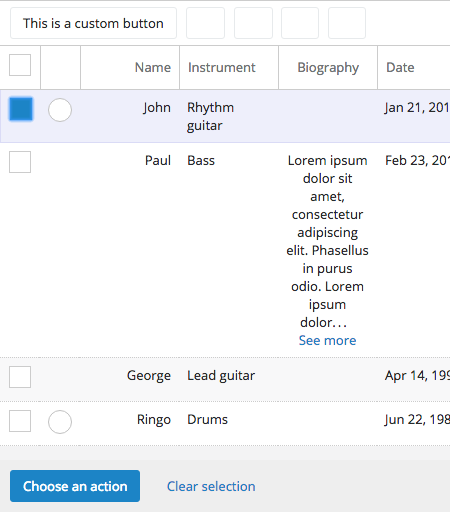 This is a custom button
Name Instrument Biography Date
John Rhythm guitar Jan 21, 201
Paul Bass Lorem ipsum Feb 23, 201
dolor sit
amet,
consectetur
adipiscing
elit. Phasellus
in purus
odio. Lorem
ipsum
dolor...
See more
George Lead guitar Apr 14, 199
Ringo Drums Jun 22, 198
Choose an action Clear selection